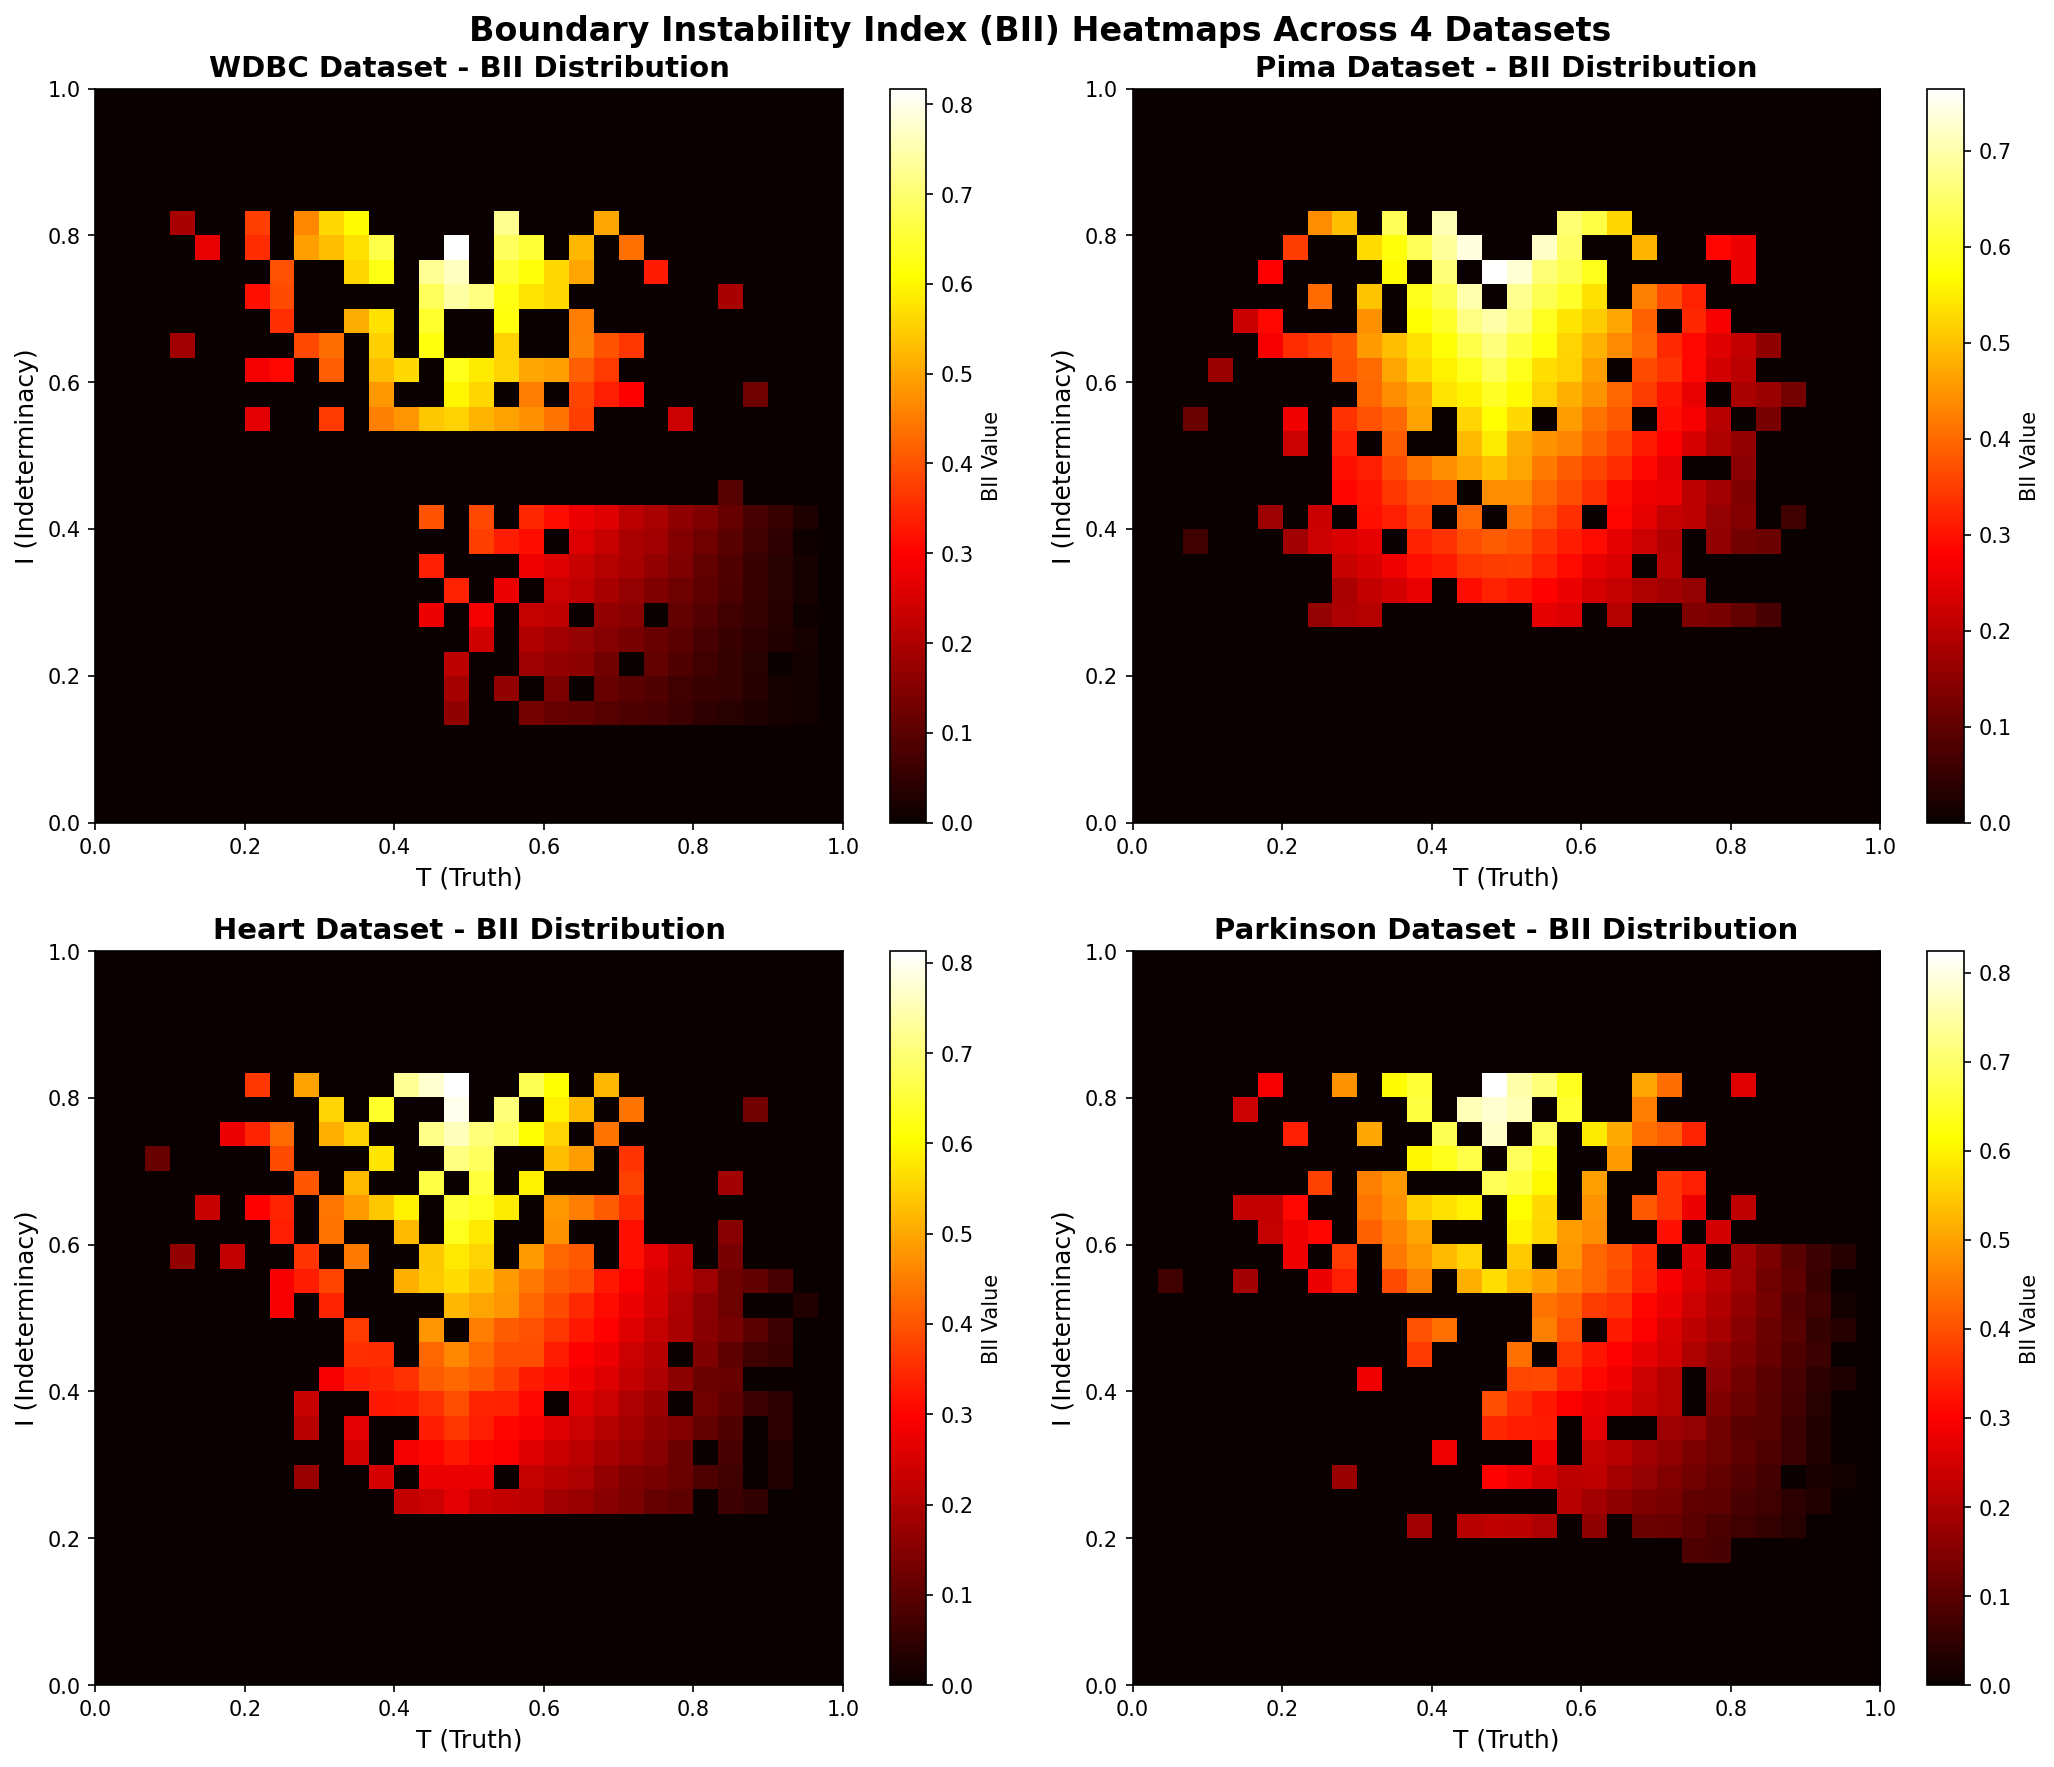 Boundary Instability Index (BII) Heatmaps Across 4 Datasets
WDBC Dataset - BII Distribution
1.0
0.8
0.6
0.4
0.2
0.0
I (Indeterminacy)
0.0 0.2 0.4 0.6 0.8 1.0
T (Truth)
0.8
0.7
0.6
0.5
0.4
0.3
0.2
0.1
0.0
BII Value
Pima Dataset - BII Distribution
1.0
0.8
0.6
0.4
0.2
0.0
I (Indeterminacy)
0.0 0.2 0.4 0.6 0.8 1.0
T (Truth)
0.7
0.6
0.5
0.4
0.3
0.2
0.1
0.0
BII Value
Heart Dataset - BII Distribution
1.0
0.8
0.6
0.4
0.2
0.0
I (Indeterminacy)
0.0 0.2 0.4 0.6 0.8 1.0
T (Truth)
0.8
0.7
0.6
0.5
0.4
0.3
0.2
0.1
0.0
BII Value
Parkinson Dataset - BII Distribution
1.0
0.8
0.6
0.4
0.2
0.0
I (Indeterminacy)
0.0 0.2 0.4 0.6 0.8 1.0
T (Truth)
0.8
0.7
0.6
0.5
0.4
0.3
0.2
0.1
0.0
BII Value